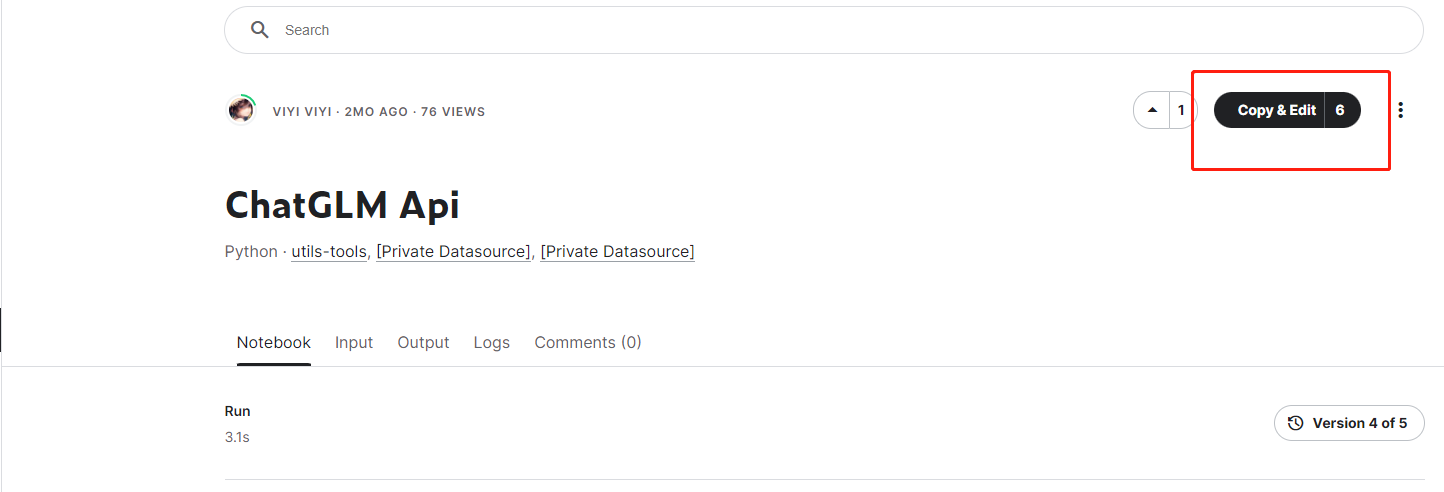 Search
VIYI VIYI · 2MO AGO · 76 VIEWS
1
Copy & Edit 6
ChatGLM Api
Python · utils-tools, [Private Datasource], [Private Datasource]
Notebook Input Output Logs Comments (0)
Run
3.1s
Version 4 of 5